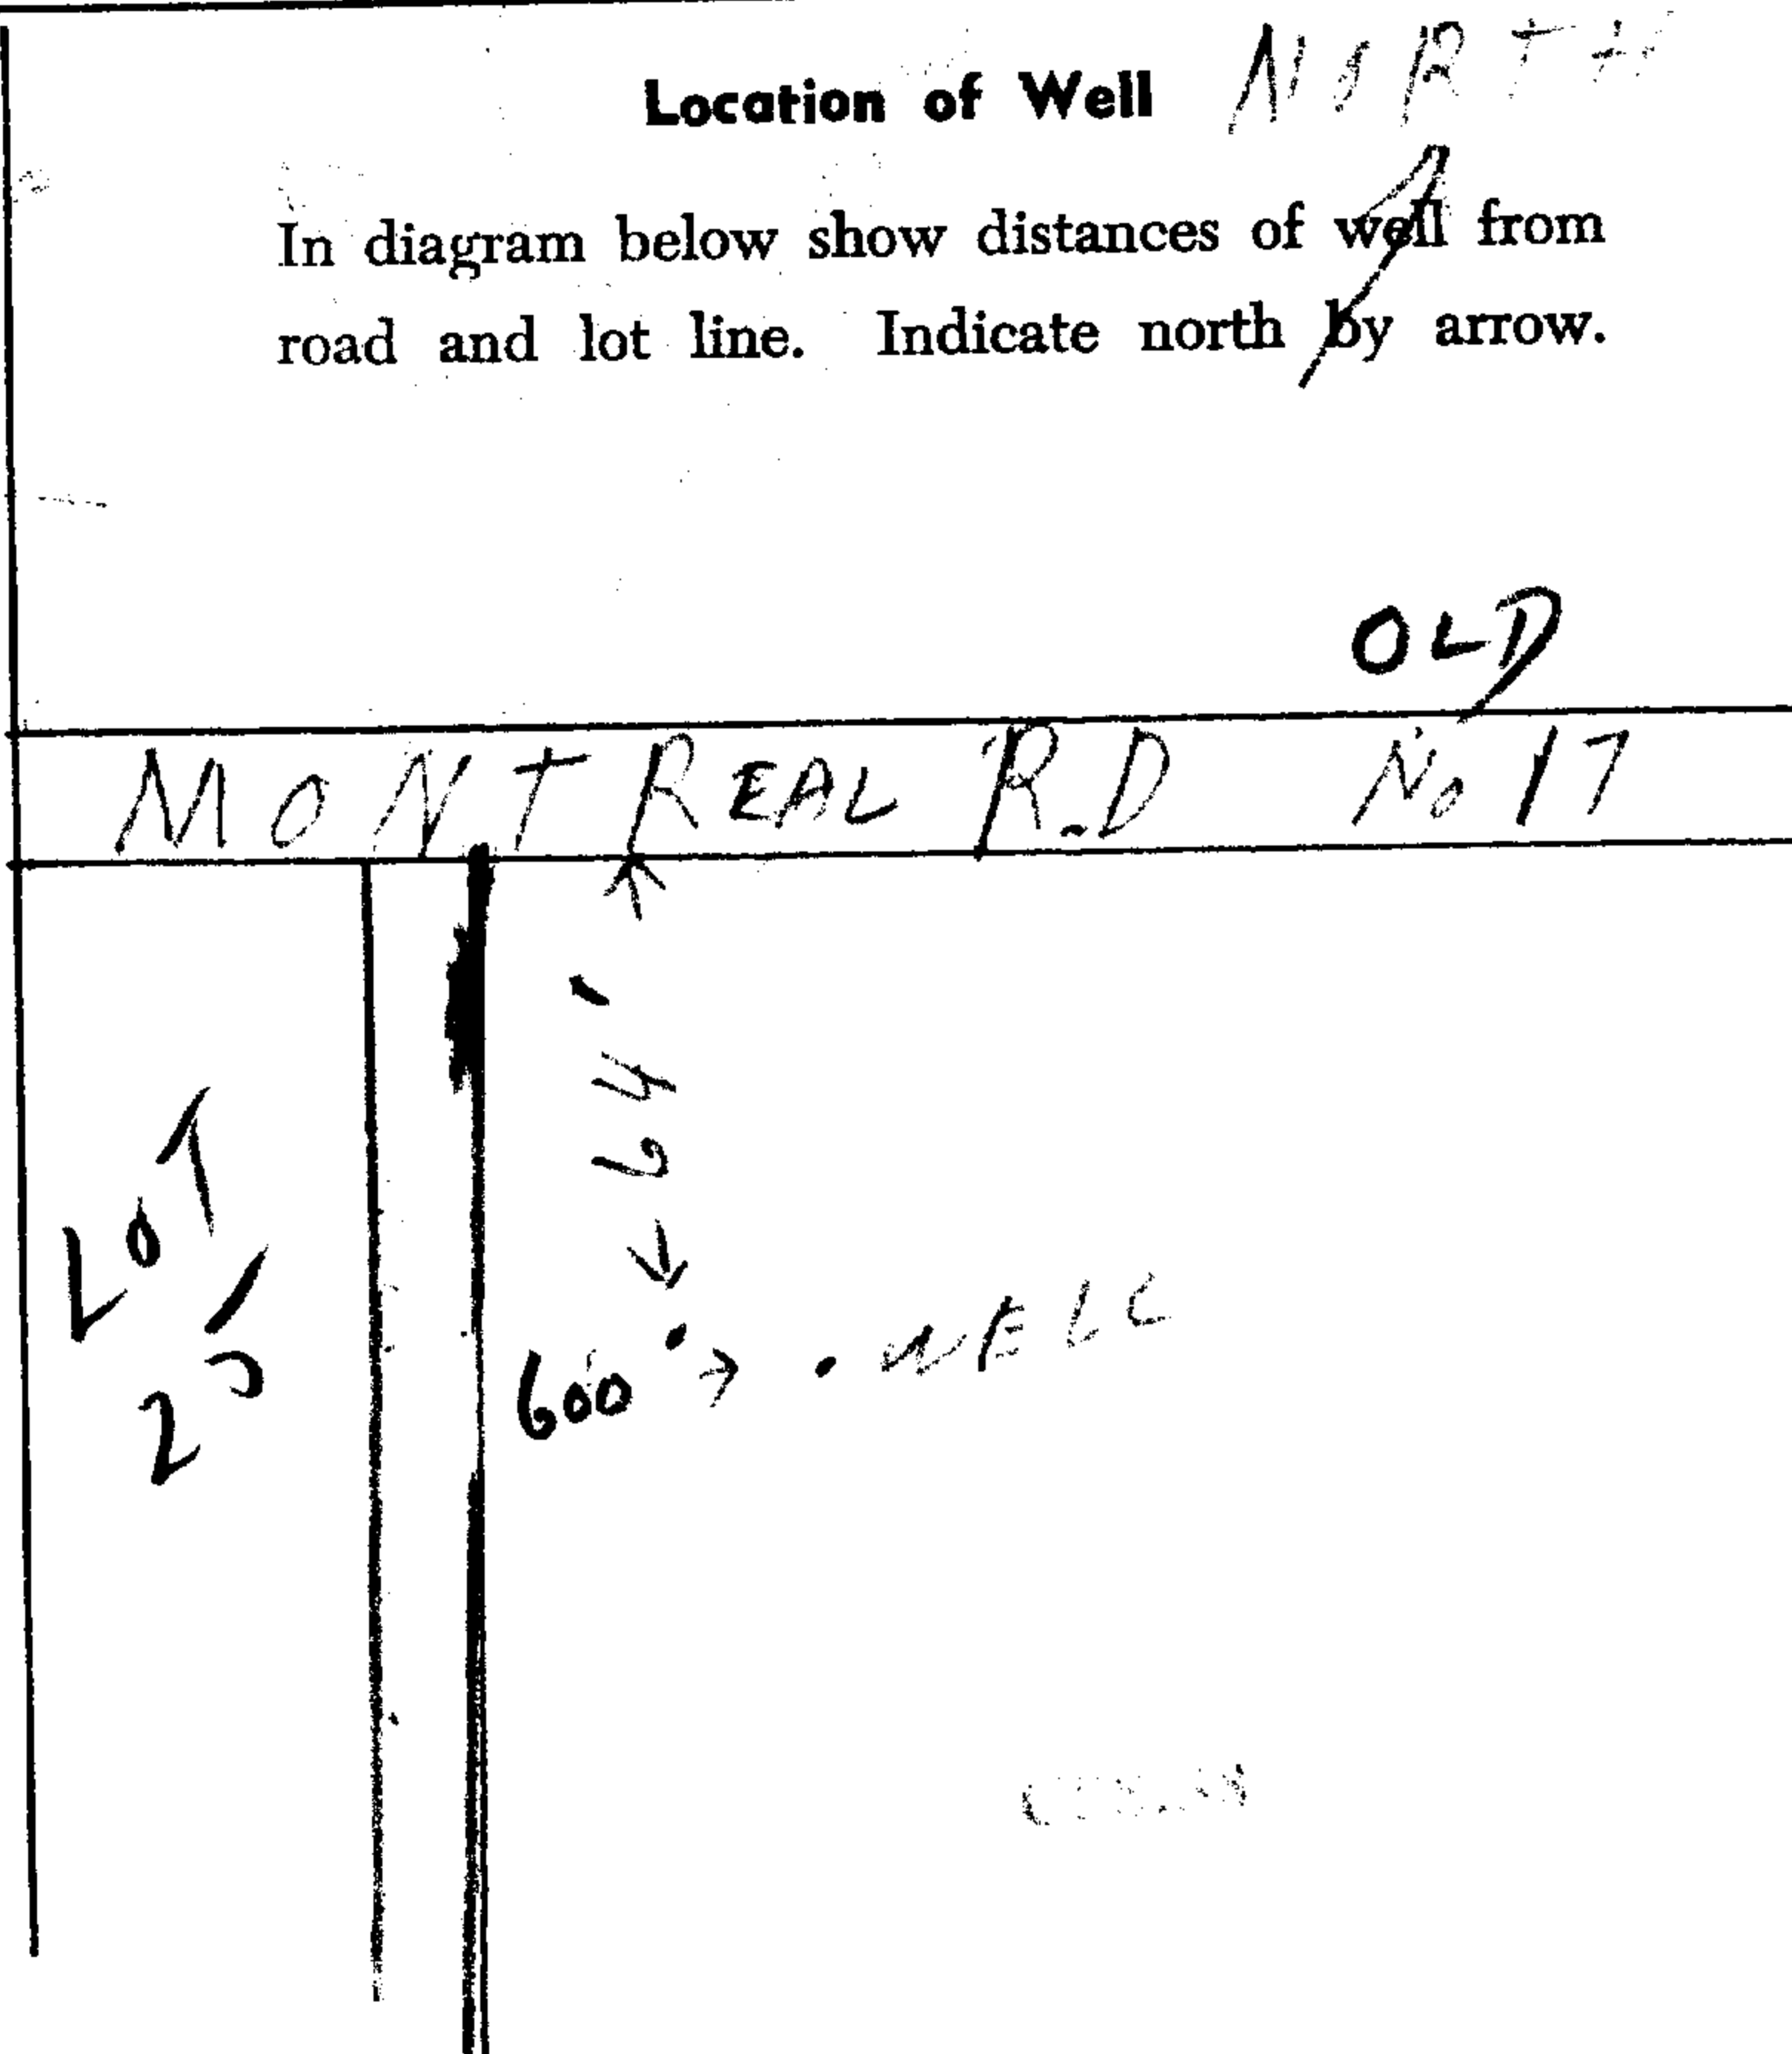 Location of Well NORTH
In diagram below show distances of well from
road and lot line. Indicate north by arrow.
OLD
MONTREAL R.D No 17
64'
LOT
25
600' . WELL